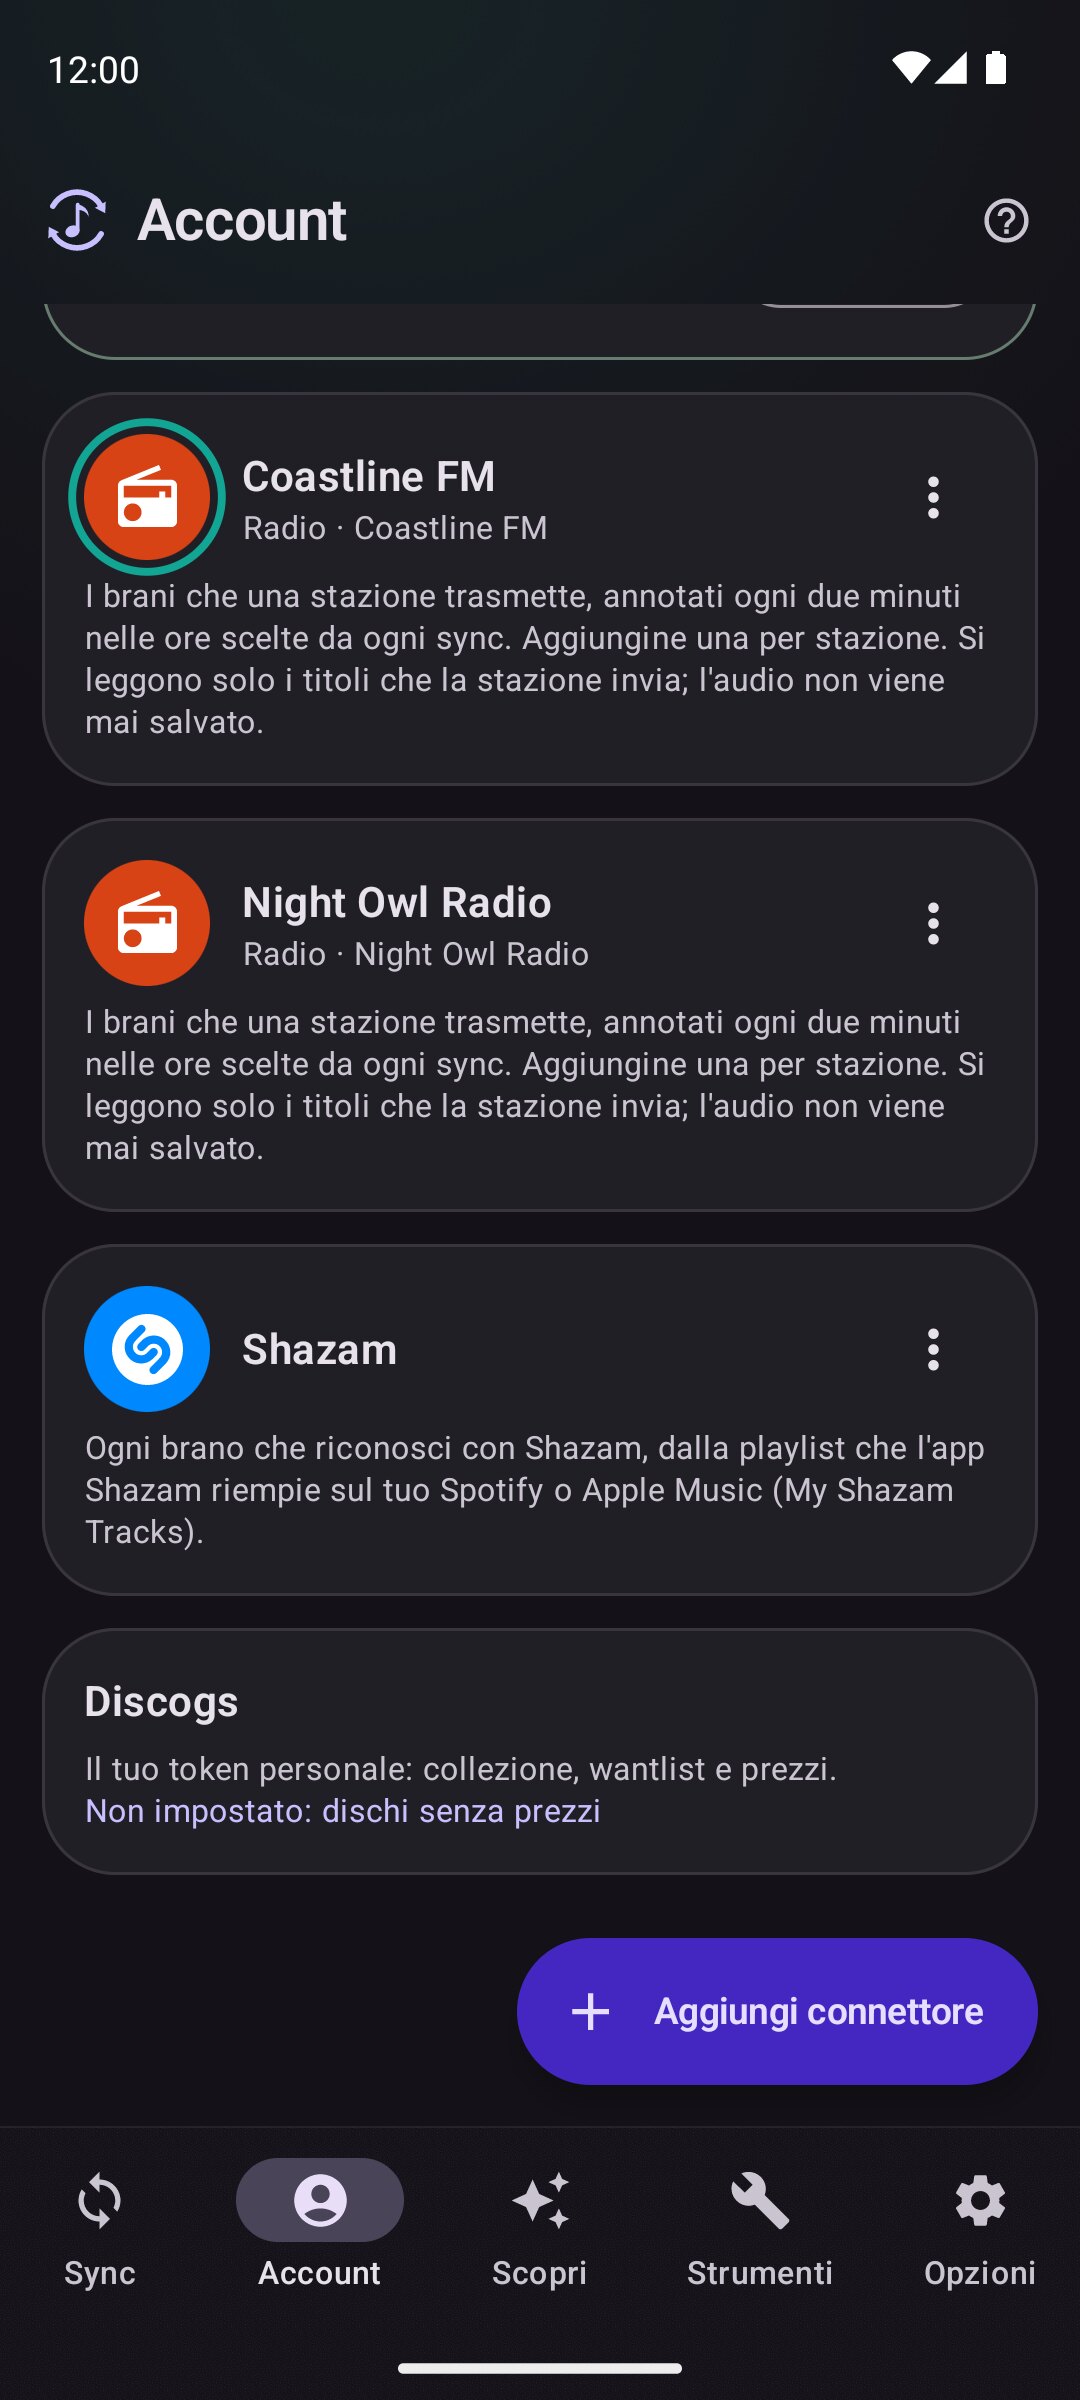 12:00
Account
Coastline FM
Radio · Coastline FM
I brani che una stazione trasmette, annotati ogni due minuti
nelle ore scelte da ogni sync. Aggiungine una per stazione. Si
leggono solo i titoli che la stazione invia; l'audio non viene
mai salvato.
Night Owl Radio
Radio · Night Owl Radio
I brani che una stazione trasmette, annotati ogni due minuti
nelle ore scelte da ogni sync. Aggiungine una per stazione. Si
leggono solo i titoli che la stazione invia; l'audio non viene
mai salvato.
Shazam
Ogni brano che riconosci con Shazam, dalla playlist che l'app
Shazam riempie sul tuo Spotify o Apple Music (My Shazam
Tracks).
Discogs
Il tuo token personale: collezione, wantlist e prezzi.
Non impostato: dischi senza prezzi
Aggiungi connettore
Sync
Account
Scopri
Strumenti
Opzioni